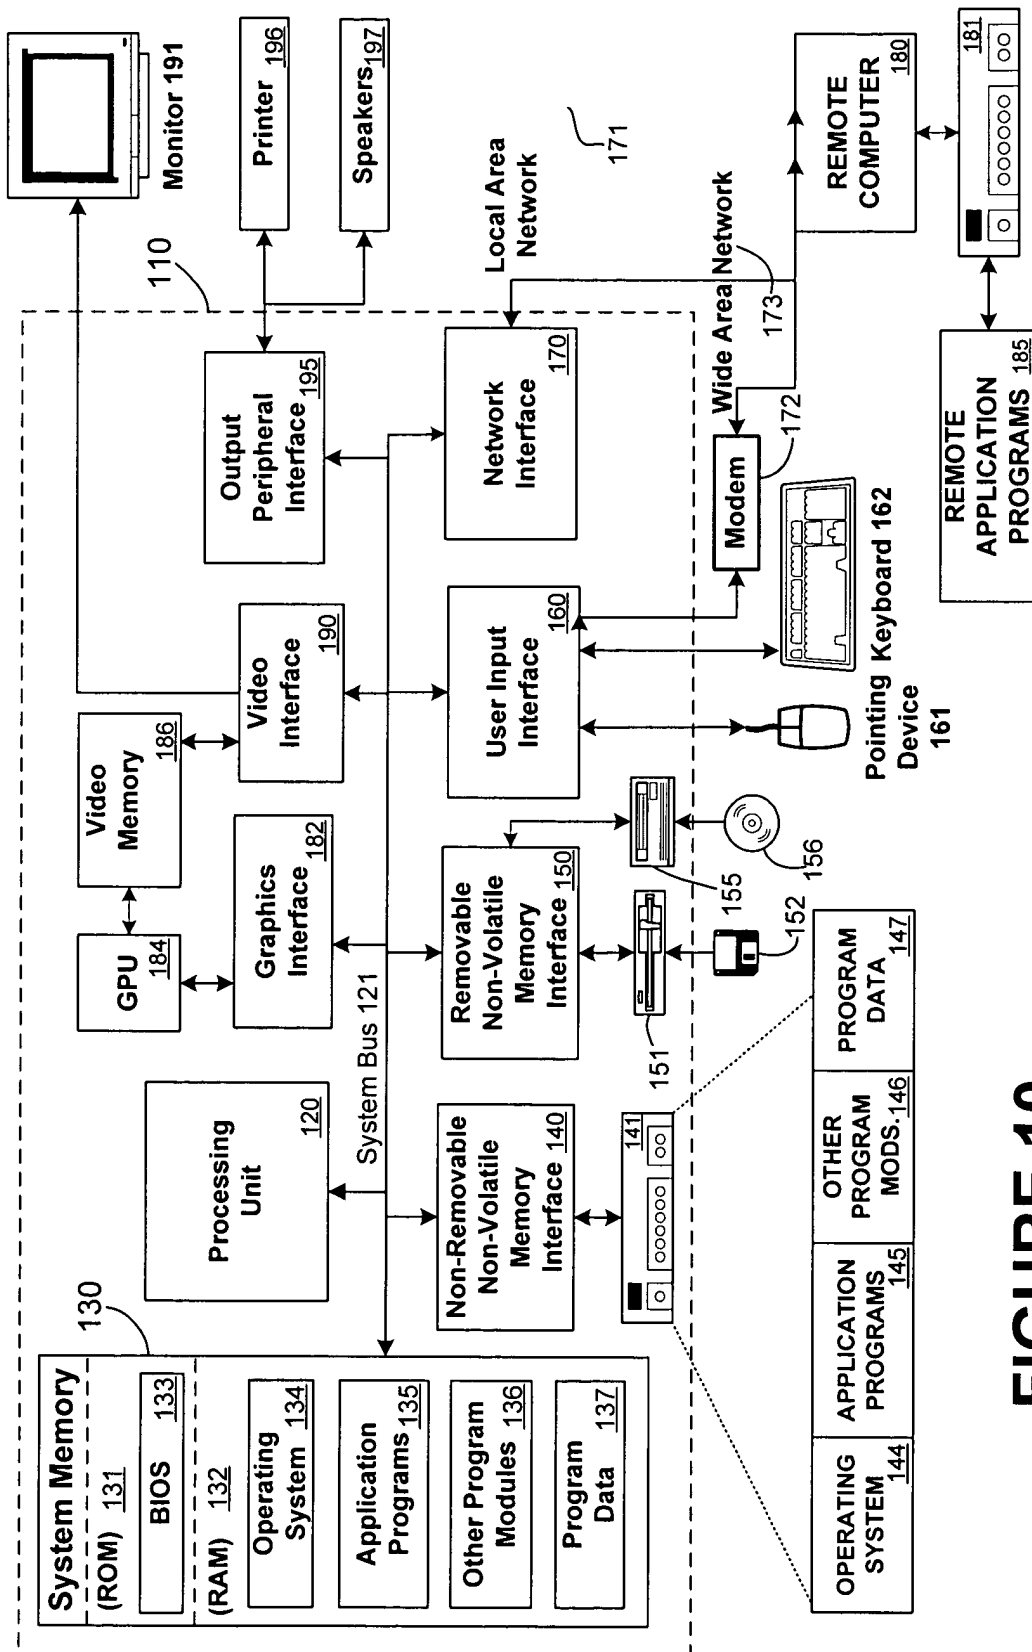 System Memory
130
(ROM) 131
BIOS 133
(RAM) 132
Operating
System 134
Application
Programs 135
Other Program
Modules 136
Program
Data 137
Processing
Unit
120
System Bus 121
GPU
184
Video
Memory
186
Graphics
Interface
182
Video
Interface
190
Output
Peripheral
Interface 195
110
Monitor 191
Printer 196
Speakers 197
Non-Removable
Non-Volatile
Memory
Interface 140
Removable
Non-Volatile
Memory
Interface 150
User Input
Interface
160
Network
Interface
170
Local Area
Network
171
Wide Area Network
173
Modem
172
141
151
152
155
156
Pointing
Device
161
Keyboard 162
REMOTE
COMPUTER
180
181
REMOTE
APPLICATION
PROGRAMS 185
OPERATING
SYSTEM 144
APPLICATION
PROGRAMS 145
OTHER
PROGRAM
MODS. 146
PROGRAM
DATA
147
FIGURE 10